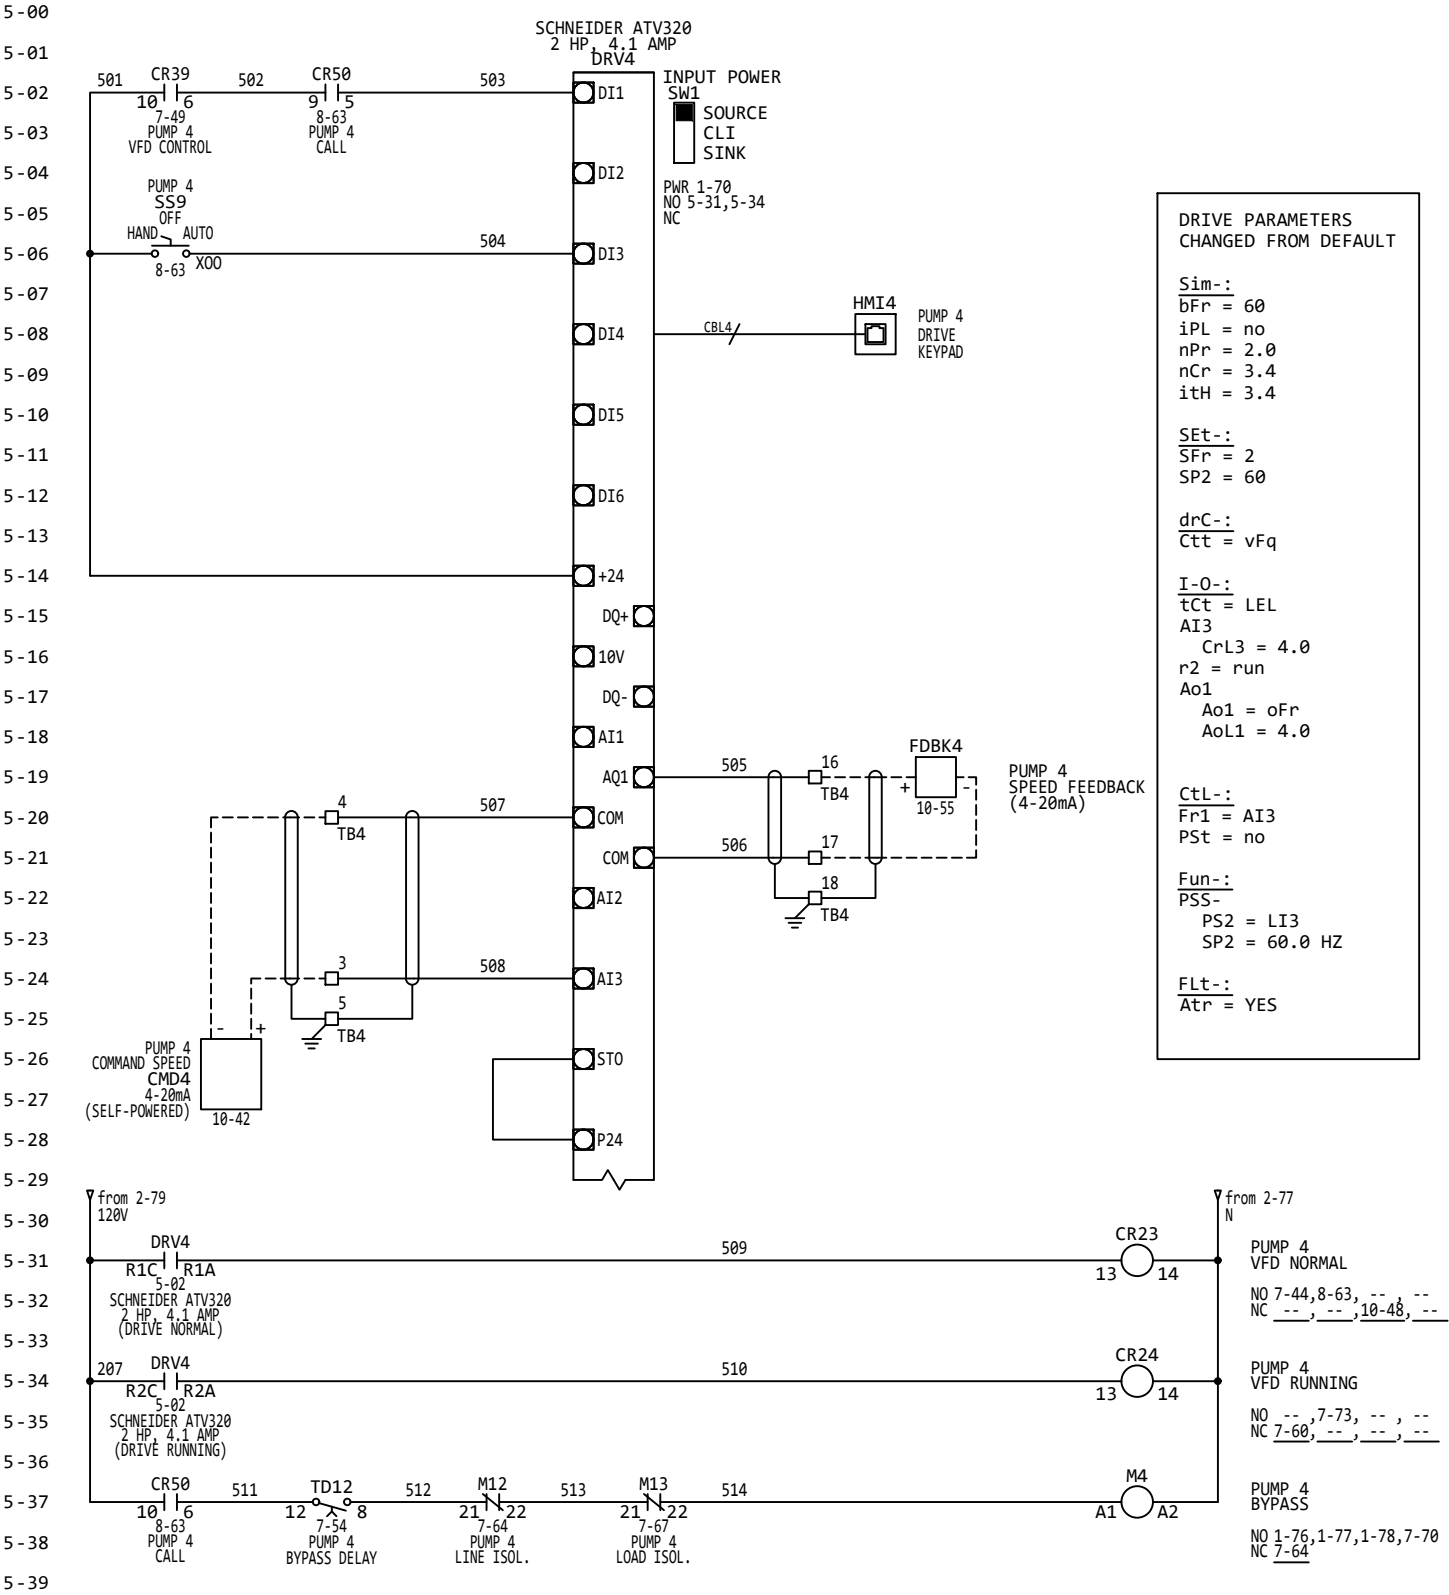 5-00
SCHNEIDER ATV320
5-01
2 HP, 4.1 AMP
DRV4
501 CR39 502 CR50 503
INPUT POWER
SW1
5-02
10 6 9 5 DI1
SOURCE
7-49 8-63
5-03
PUMP 4 PUMP 4
CLI
VFD CONTROL CALL
SINK
5-04
DI2
PUMP 4
PWR 1-70
SS9
NO 5-31,5-34
5-05
OFF
NC
HAND AUTO
504
5-06
DI3
8-63 X00
5-07
HMI4
PUMP 4
5-08
DI4
CBL4
DRIVE
KEYPAD
5-09
5-10
DI5
5-11
5-12
DI6
5-13
5-14
+24
5-15
DQ+
5-16
10V
5-17
DQ-
5-18
AI1
FDBK4
505 16
5-19
AQ1
TB4
+ -
10-55
PUMP 4
SPEED FEEDBACK
(4-20mA)
4 507
5-20
COM
TB4
506 17
5-21
COM
18
5-22
AI2
TB4
5-23
3 508
5-24
AI3
5
5-25
TB4
- +
5-26
STO
PUMP 4
COMMAND SPEED
CMD4
5-27
4-20mA
(SELF-POWERED)
10-42
5-28
P24
5-29
DRIVE PARAMETERS
CHANGED FROM DEFAULT
Sim-:
bFr = 60
iPL = no
nPr = 2.0
nCr = 3.4
itH = 3.4
SEt-:
SFr = 2
SP2 = 60
drC-:
Ctt = vFq
I-O-:
tCt = LEL
AI3
CrL3 = 4.0
r2 = run
Ao1
Ao1 = oFr
AoL1 = 4.0
CtL-:
Fr1 = AI3
PSt = no
Fun-:
PSS-
PS2 = LI3
SP2 = 60.0 HZ
FLt-:
Atr = YES
from 2-79
120V
from 2-77
N
5-30
DRV4 509 CR23
5-31
R1C R1A 13 14
PUMP 4
VFD NORMAL
5-02
5-32
SCHNEIDER ATV320
2 HP, 4.1 AMP
(DRIVE NORMAL)
NO 7-44,8-63, -- , --
NC -- , -- ,10-48, --
5-33
207 DRV4 510 CR24
5-34
R2C R2A 13 14
PUMP 4
VFD RUNNING
5-02
5-35
SCHNEIDER ATV320
2 HP, 4.1 AMP
(DRIVE RUNNING)
NO -- ,7-73, -- , --
NC 7-60, -- , -- , --
5-36
CR50 511 TD12 512 M12 513 M13 514 M4
5-37
10 6 12 8 21 22 21 22 A1 A2
PUMP 4
BYPASS
8-63 7-54 7-64 7-67
5-38
PUMP 4 PUMP 4 PUMP 4 PUMP 4
CALL BYPASS DELAY LINE ISOL. LOAD ISOL.
NO 1-76,1-77,1-78,7-70
NC 7-64
5-39